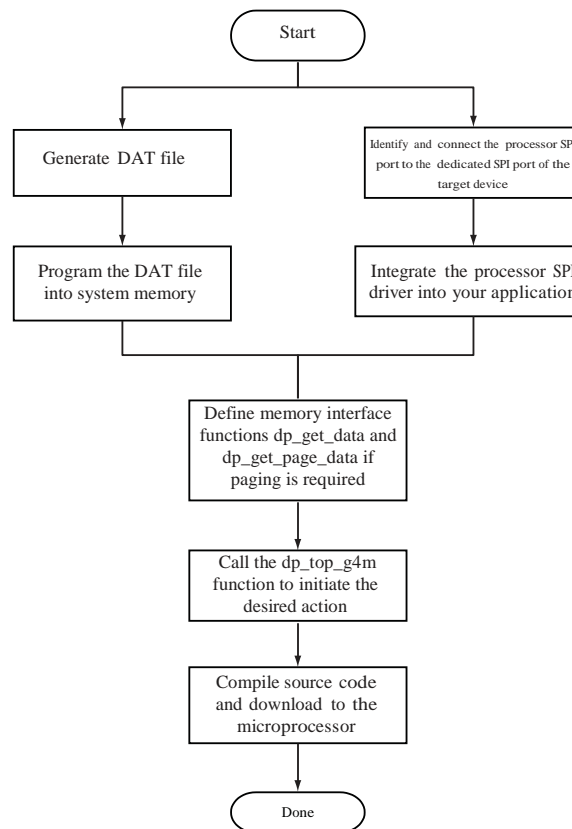 Start
Generate DAT file
Identify and connect the processor SP
port to the dedicated SPI port of the
target device
Program the DAT file
into system memory
Integrate the processor SP
driver into your application
Define memory interface
functions dp_get_data and
dp_get_page_data if
paging is required
Call the dp_top_g4m
function to initiate the
desired action
Compile source code
and download to the
microprocessor
Done